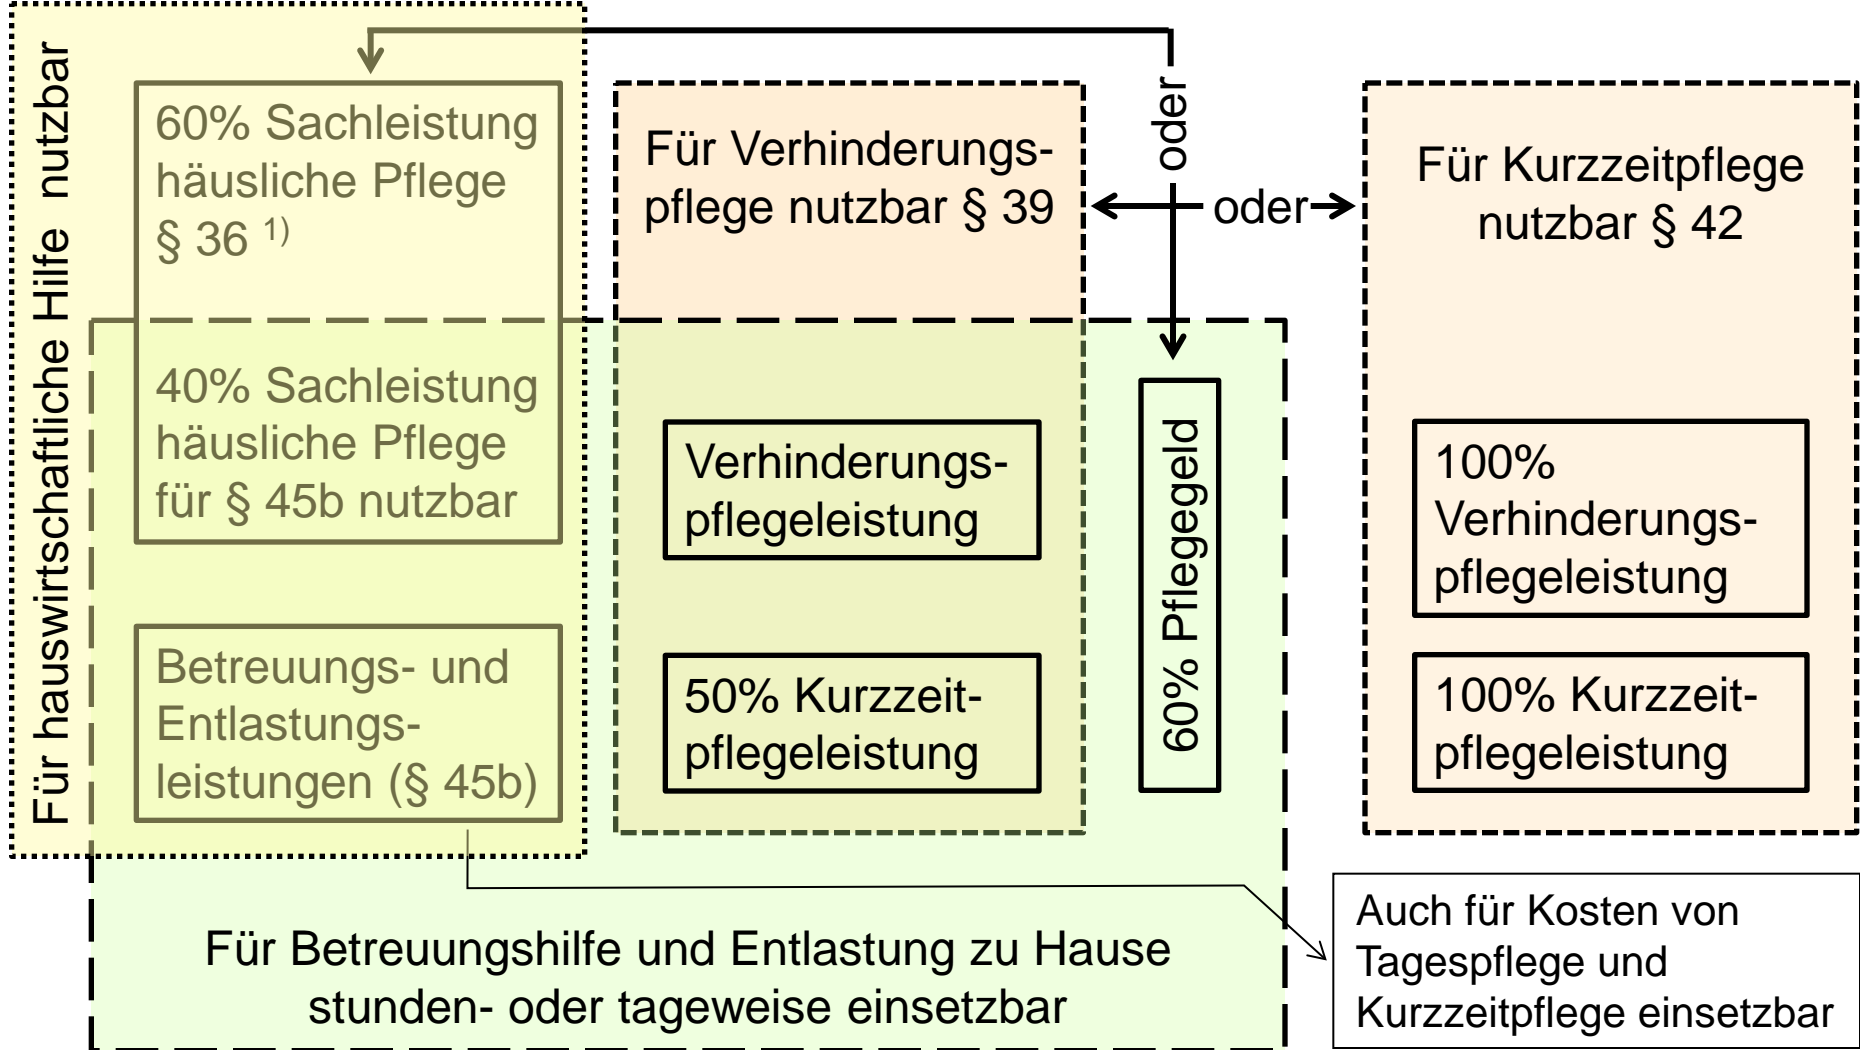 Für hauswirtschaftliche Hilfe nutzbar
60% Sachleistung
häusliche Pflege
§ 36 1)
40% Sachleistung
häusliche Pflege
für § 45b nutzbar
Betreuungs- und
Entlastungs-
leistungen (§ 45b)
Für Verhinderungs-
pflege nutzbar § 39
Verhinderungs-
pflegeleistung
50% Kurzzeit-
pflegeleistung
oder
oder
60% Pflegegeld
Für Kurzzeitpflege
nutzbar § 42
100%
Verhinderungs-
pflegeleistung
100% Kurzzeit-
pflegeleistung
Für Betreuungshilfe und Entlastung zu Hause
stunden- oder tageweise einsetzbar
Auch für Kosten von
Tagespflege und
Kurzzeitpflege einsetzbar